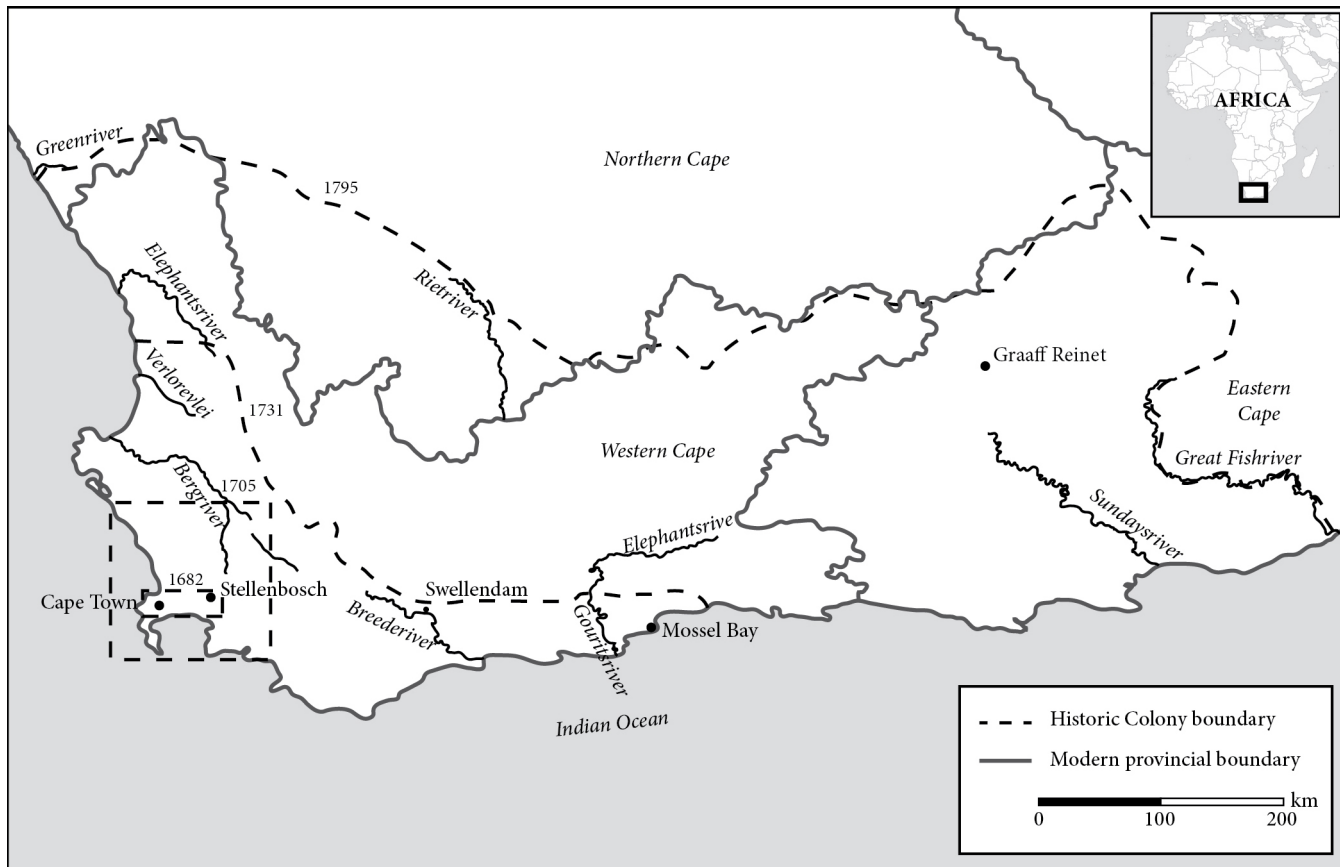 AFRICA
Greenriver
Northern Cape
1795
Elephantsriver
Rietriver
Verlorevlei
Graaff Reinet
1731
Eastern
Cape
Western Cape
Great Fishriver
Bergriver
1705
Sundaysriver
Elephantsrive
1682
Stellenbosch
Cape Town
Swellendam
Breederiver
Gouritsriver
Mossel Bay
Indian Ocean
Historic Colony boundary
Modern provincial boundary
km
0 100 200